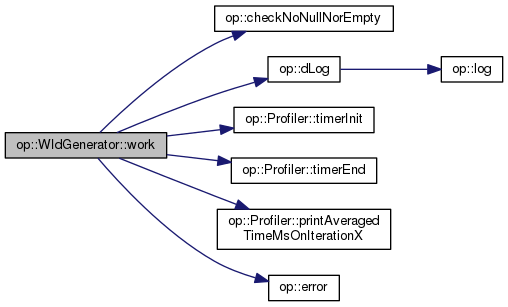 op::checkNoNullNorEmpty
op::dLog
op::log
op::Profiler::timerInit
op::WIdGenerator::work
op::Profiler::timerEnd
op::Profiler::printAveraged
TimeMsOnIterationX
op::error